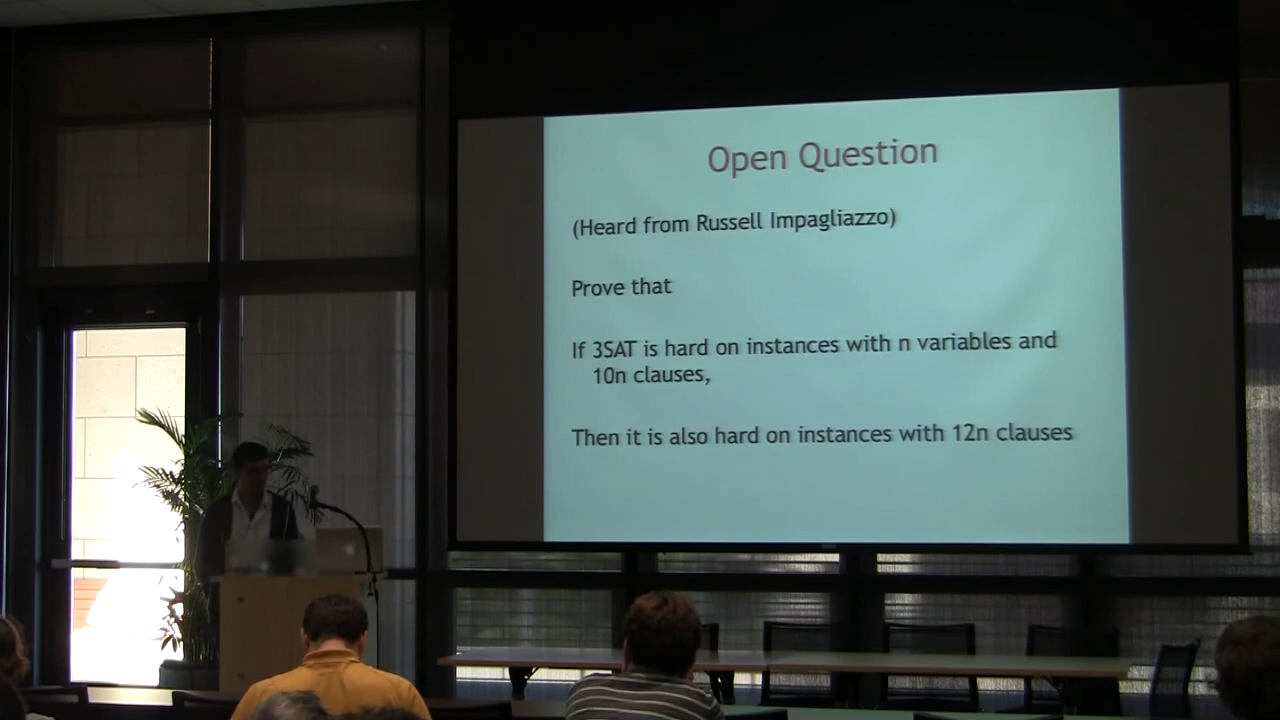 Open Question
(Heard from Russell Impagliazzo)
Prove that
If 3SAT is hard on instances with n variables and
10n clauses,
Then it is also hard on instances with 12n clauses